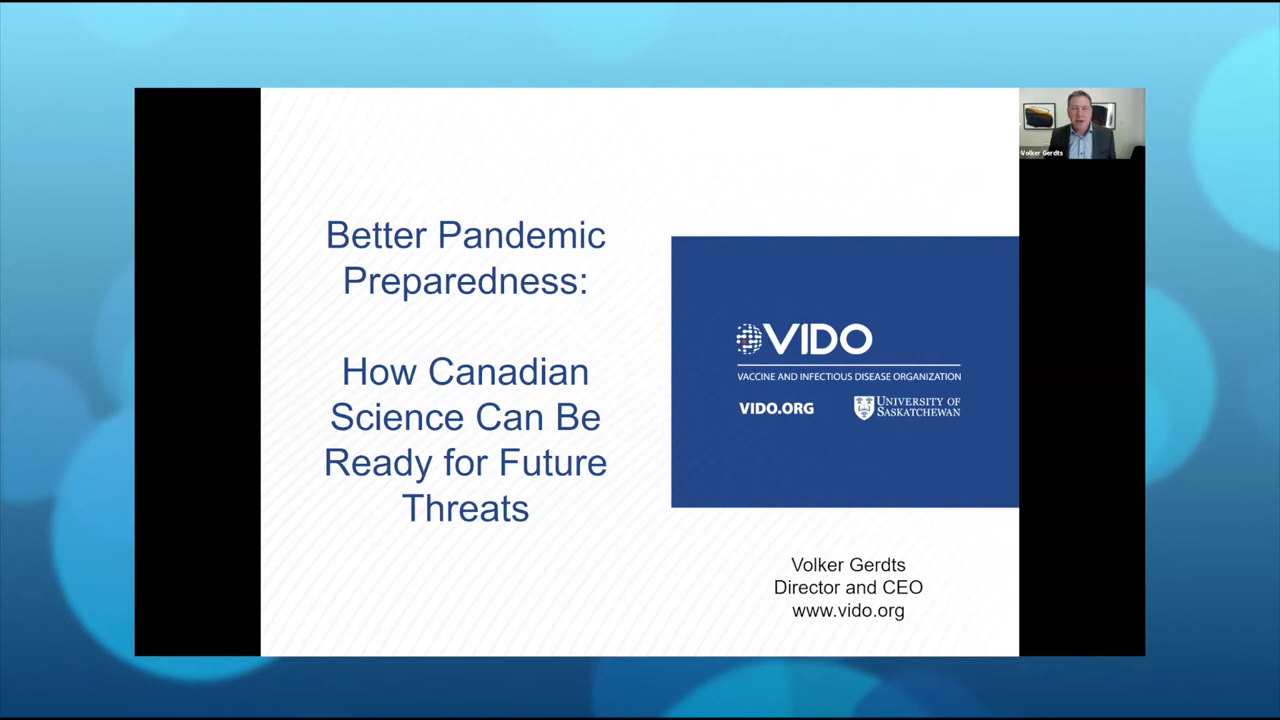 Better Pandemic
Preparedness:
How Canadian
Science Can Be
Ready for Future
Threats
VIDO
VACCINE AND INFECTIOUS DISEASE ORGANIZATION
VIDO.ORG
UNIVERSITY OF
SASKATCHEWAN
Volker Gerdts
Director and CEO
www.vido.org
Volker Gerdts